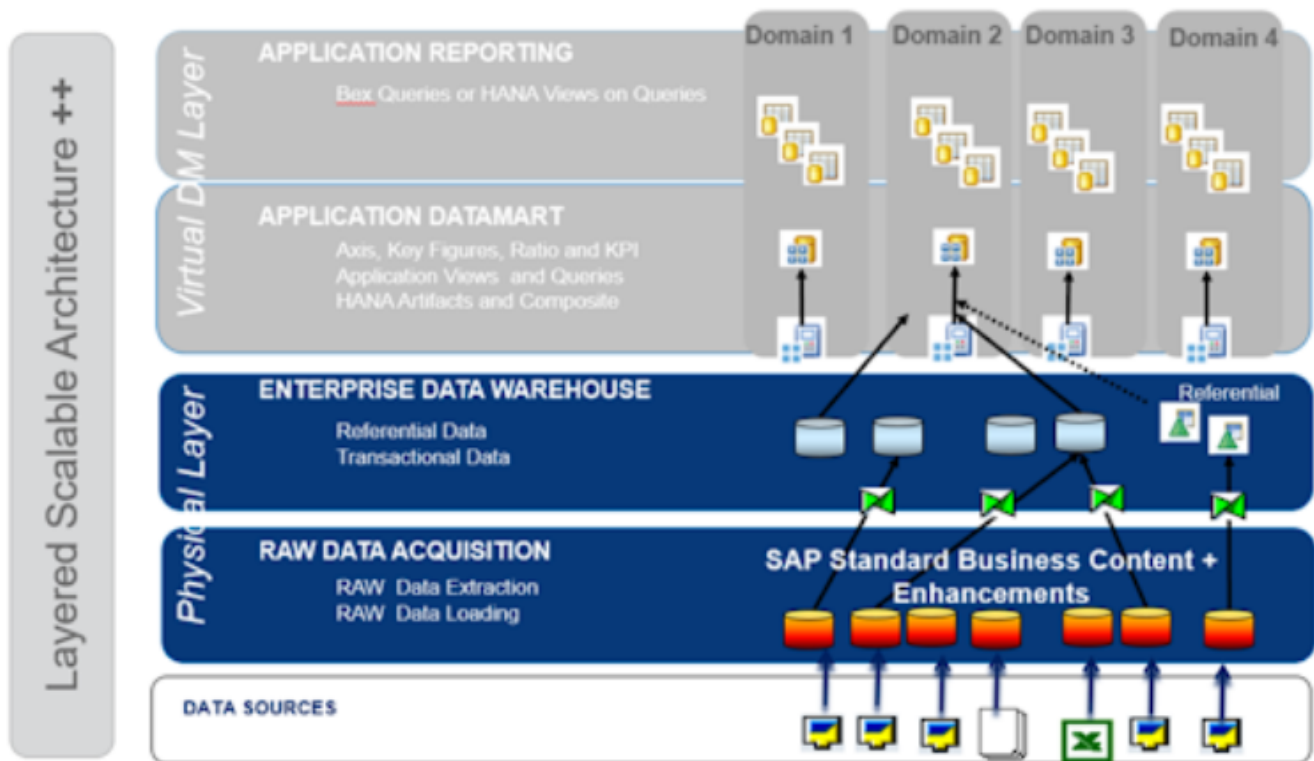 Layered Scalable Architecture ++
Virtual DM Layer
Physical Layer
Domain 1
Domain 2
Domain 3
Domain 4
APPLICATION REPORTING
Bex Queries or HANA Views on Queries
APPLICATION DATAMART
Axis, Key Figures, Ratio and KPI
Application Views and Queries
HANA Artifacts and Composite
ENTERPRISE DATA WAREHOUSE
Referential Data
Transactional Data
Referential
RAW DATA ACQUISITION
RAW Data Extraction
RAW Data Loading
SAP Standard Business Content +
Enhancements
DATA SOURCES